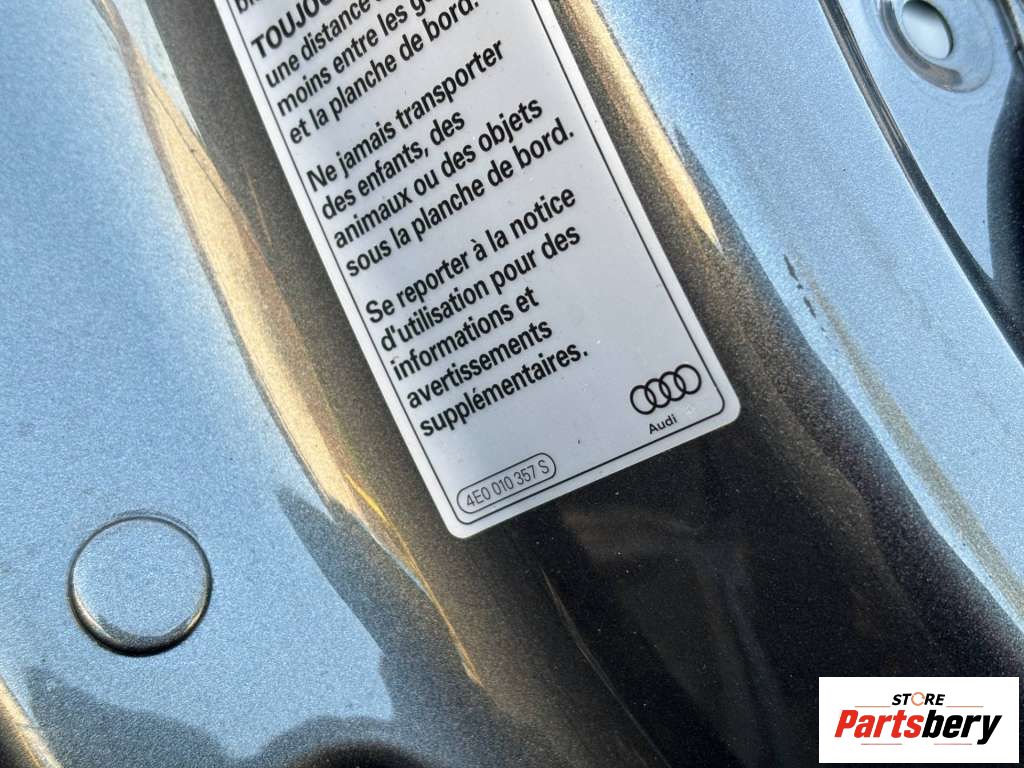 TOUJOU
une distance
moins entre les
et la planche de bord.
Ne jamais transporter
des enfants, des
animaux ou des objets
sous la planche de bord.
Se reporter à la notice
d'utilisation pour des
informations et
avertissements
supplémentaires.
Audi
4E0 010 357 S
STORE
Partsbery